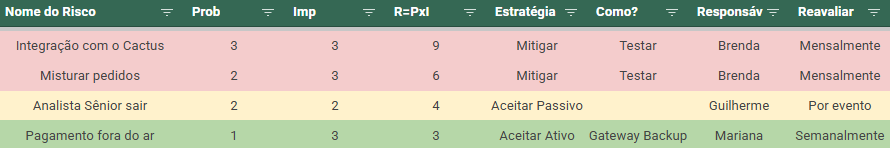 Nome do Risco Prob Imp R=PxI Estratégia Como? Responsáv Reavaliar
Integração com o Cactus 3 3 9 Mitigar Testar Brenda Mensalmente
Misturar pedidos 2 3 6 Mitigar Testar Brenda Mensalmente
Analista Sênior sair 2 2 4 Aceitar Passivo Guilherme Por evento
Pagamento fora do ar 1 3 3 Aceitar Ativo Gateway Backup Mariana Semanalmente